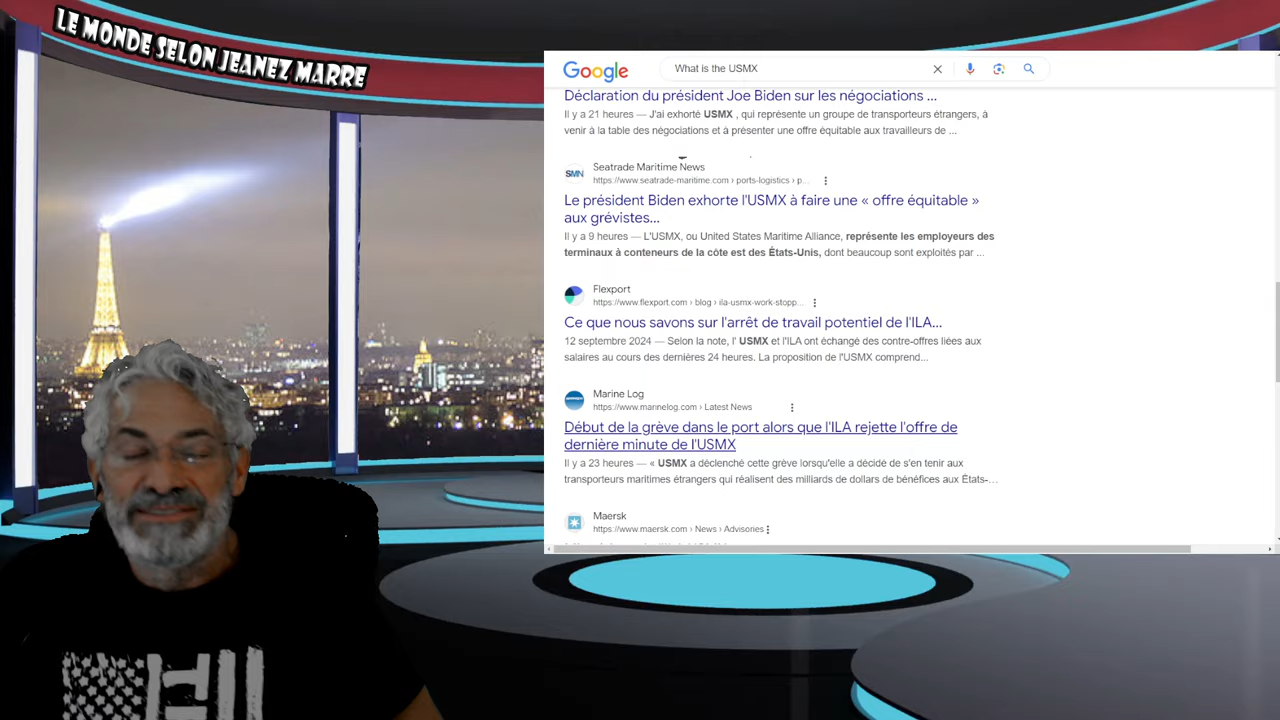 LE MONDE SELON JEANEZ MARRE
Google
What is the USMX
Déclaration du président Joe Biden sur les négociations ...
Il y a 21 heures — J'ai exhorté USMX , qui représente un groupe de transporteurs étrangers, à
venir à la table des négociations et à présenter une offre équitable aux travailleurs de ...
SMN
Seatrade Maritime News
https://www.seatrade-maritime.com › ports-logistics › p...
Le président Biden exhorte l'USMX à faire une « offre équitable »
aux grévistes...
Il y a 9 heures — L'USMX, ou United States Maritime Alliance, représente les employeurs des
terminaux à conteneurs de la côte est des États-Unis, dont beaucoup sont exploités par ...
Flexport
https://www.flexport.com › blog › ila-usmx-work-stopp...
Ce que nous savons sur l'arrêt de travail potentiel de l'ILA...
12 septembre 2024 — Selon la note, l' USMX et l'ILA ont échangé des contre-offres liées aux
salaires au cours des dernières 24 heures. La proposition de l'USMX comprend...
Marine Log
https://www.marinelog.com › Latest News
Début de la grève dans le port alors que l'ILA rejette l'offre de
dernière minute de l'USMX
Il y a 23 heures — « USMX a déclenché cette grève lorsqu'elle a décidé de s'en tenir aux
transporteurs maritimes étrangers qui réalisent des milliards de dollars de bénéfices aux États-...
Maersk
https://www.maersk.com › News › Advisories